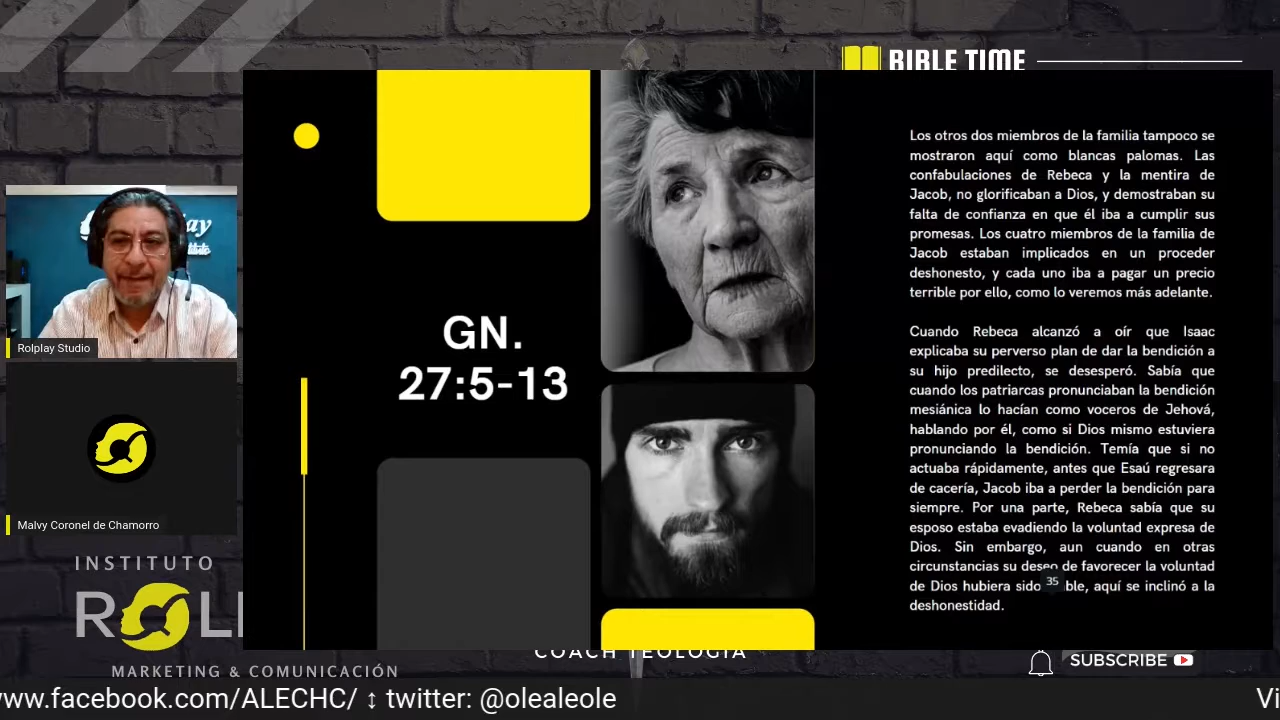 BIBLE TIME
Los otros dos miembros de la familia tampoco se
mostraron aquí como blancas palomas. Las
confabulaciones de Rebeca y la mentira de
Jacob, no glorificaban a Dios, y demostraban su
falta de confianza en que él iba a cumplir sus
promesas. Los cuatro miembros de la familia de
Jacob estaban implicados en un proceder
deshonesto, y cada uno iba a pagar un precio
terrible por ello, como lo veremos más adelante.
Cuando Rebeca alcanzó a oír que Isaac
explicaba su perverso plan de dar la bendición a
su hijo predilecto, se desesperó. Sabía que
cuando los patriarcas pronunciaban la bendición
mesiánica lo hacían como voceros de Jehová,
hablando por él, como si Dios mismo estuviera
pronunciando la bendición. Temía que si no
actuaba rápidamente, antes que Esaú regresara
de cacería, Jacob iba a perder la bendición para
siempre. Por una parte, Rebeca sabía que su
esposo estaba evadiendo la voluntad expresa de
Dios. Sin embargo, aun cuando en otras
circunstancias su deseo de favorecer la voluntad
de Dios hubiera sido 35 ble, aquí se inclinó a la
deshonestidad.
GN.
27:5-13
Rolplay Studio
Malvy Coronel de Chamorro
INSTITUTO
ROL
MARKETING & COMUNICACIÓN
COACH TEOLOGIA
SUBSCRIBE
www.facebook.com/ALECHC/ ↕ twitter: @olealeole
Vi